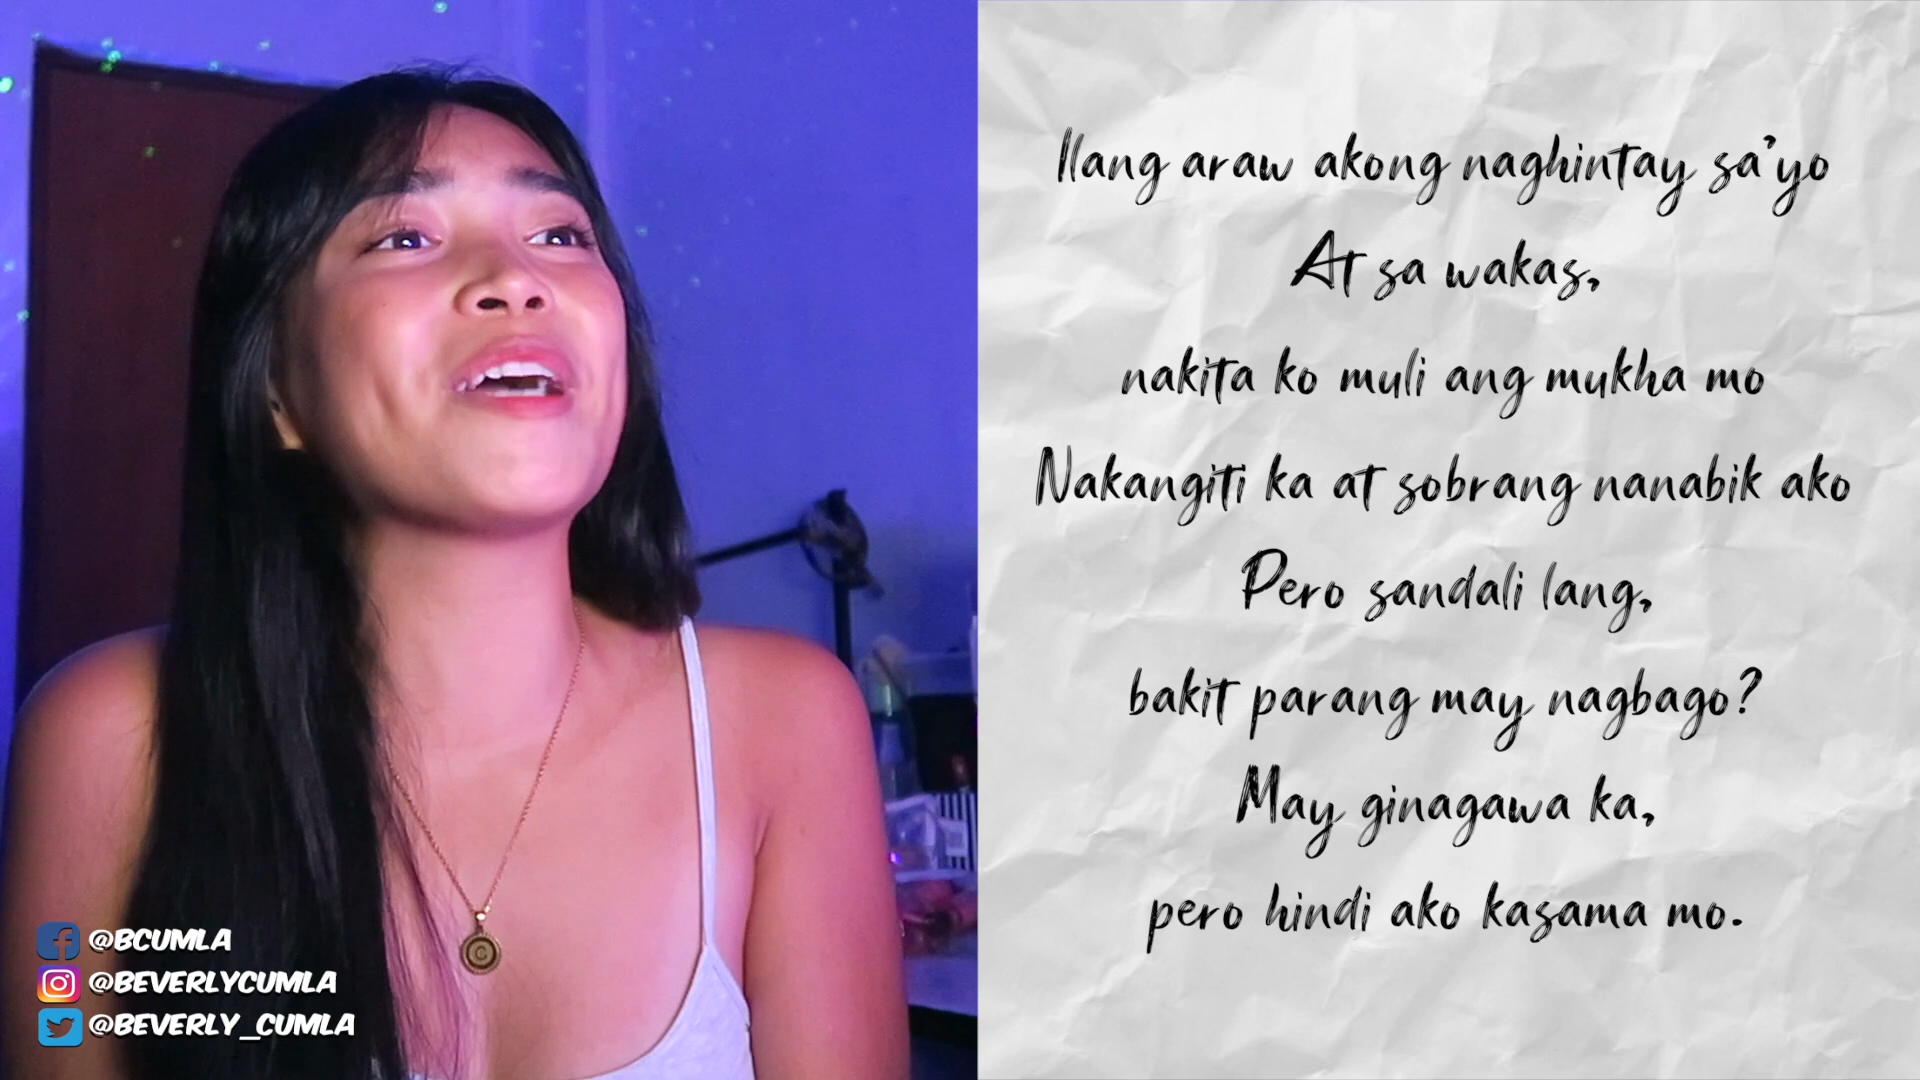 Ilang araw akong naghintay sa'yo
At sa wakas,
nakita ko muli ang mukha mo
Nakangiti ka at sobrang nanabik ako
Pero sandali lang,
bakit parang may nagbago?
May ginagawa ka,
pero hindi ako kasama mo.
@BCUMLA
@BEVERLYCUMLA
@BEVERLY_CUMLA
C